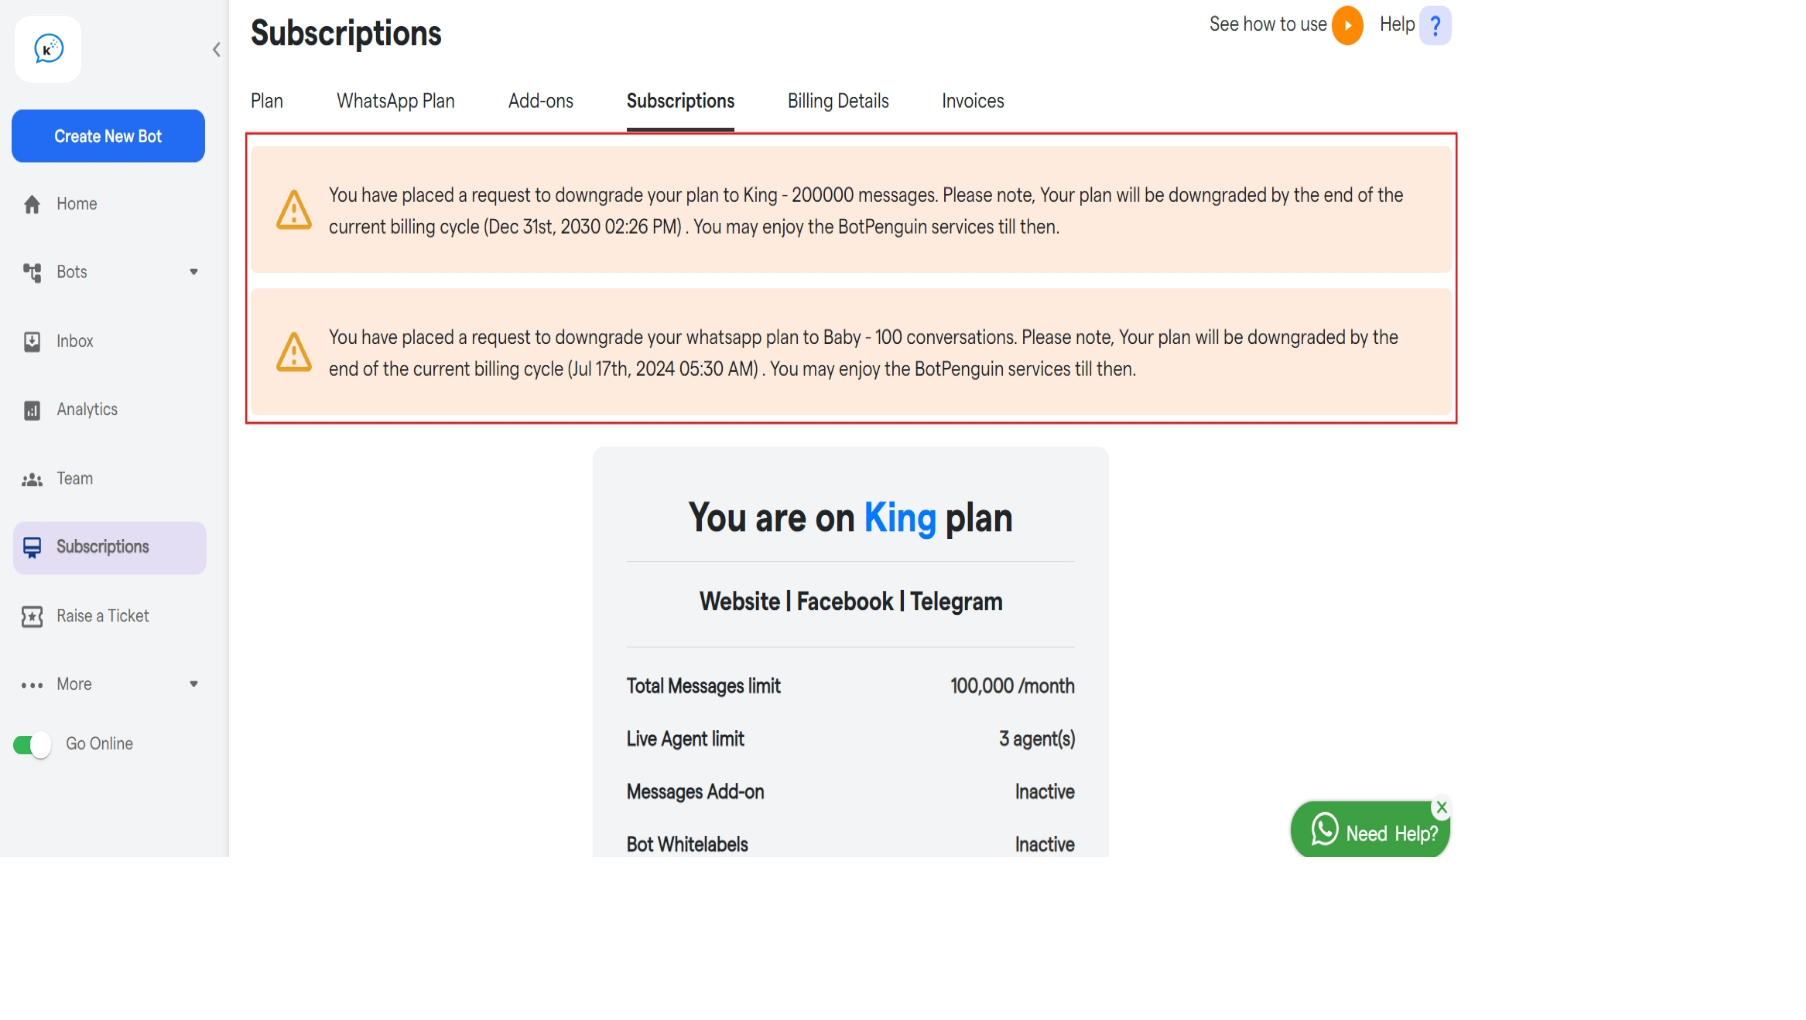 K
Subscriptions
See how to use
Help ?
Create New Bot
Plan
WhatsApp Plan
Add-ons
Subscriptions
Billing Details
Invoices
Home
Bots
Inbox
Analytics
Team
Subscriptions
Raise a Ticket
More
Go Online
You have placed a request to downgrade your plan to King - 200000 messages. Please note, Your plan will be downgraded by the end of the
current billing cycle (Dec 31st, 2030 02:26 PM) . You may enjoy the BotPenguin services till then.
You have placed a request to downgrade your whatsapp plan to Baby - 100 conversations. Please note, Your plan will be downgraded by the
end of the current billing cycle (Jul 17th, 2024 05:30 AM) . You may enjoy the BotPenguin services till then.
You are on King plan
Website | Facebook | Telegram
Total Messages limit 100,000 /month
Live Agent limit 3 agent(s)
Messages Add-on Inactive
Bot Whitelabels Inactive
X
Need Help?